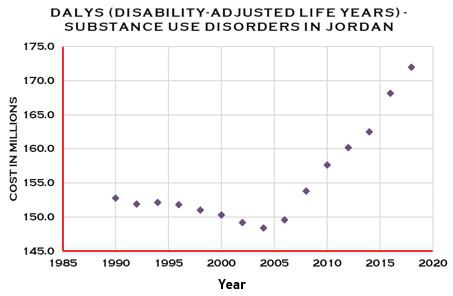 DALYS (DISABILITY-ADJUSTED LIFE YEARS) -
SUBSTANCE USE DISORDERS IN JORDAN
175.0
170.0
165.0
160.0
155.0
150.0
145.0
COST IN MILLIONS
1985 1990 1995 2000 2005 2010 2015 2020
Year